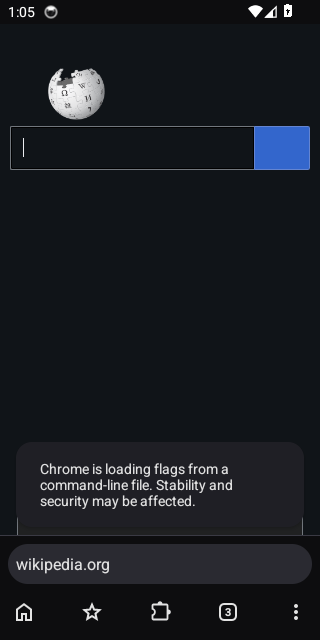 1:05
Chrome is loading flags from a
command-line file. Stability and
security may be affected.
wikipedia.org
3